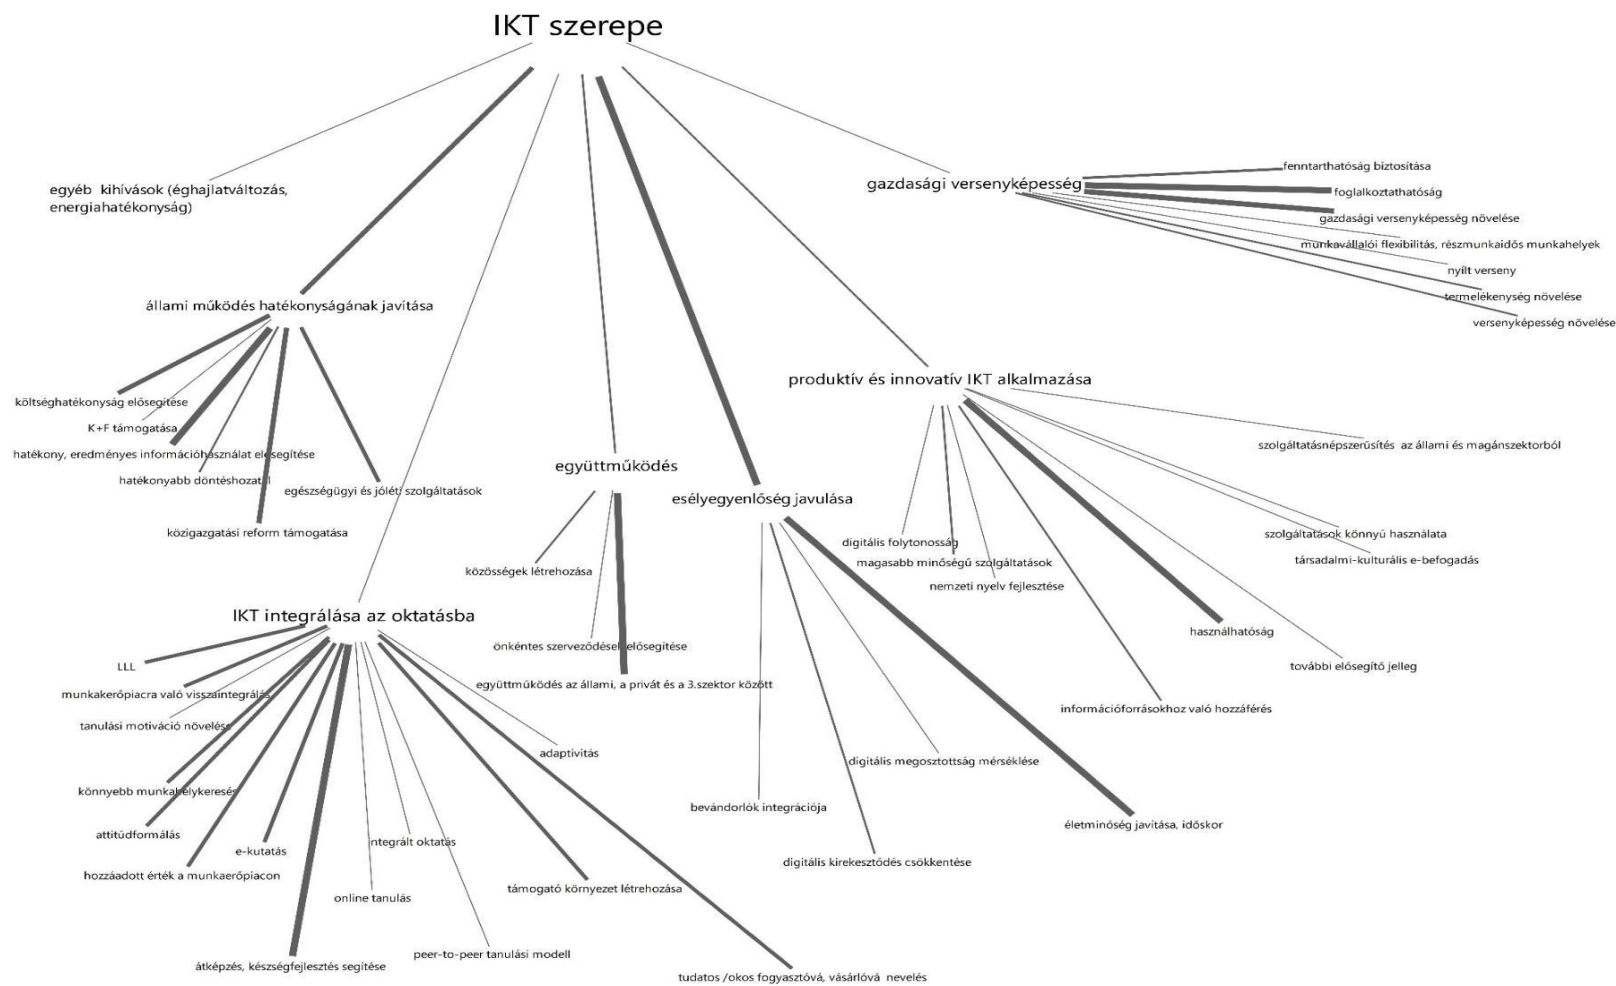 IKT szerepe
egyéb kihívások (éghajlatváltozás,
energiahatékonyság)
gazdasági versenyképesség
fenntarthatóság biztosítása
foglalkoztathatóság
gazdasági versenyképesség növelése
munkavállalói flexibilitás, részmunkaidős munkahelyek
nyílt verseny
termelékenység növelése
versenyképesség növelése
állami működés hatékonyságának javítása
költséghatékonyság elősegítése
K+F támogatása
hatékony, eredményes információhasználat elősegítése
hatékonyabb döntéshozatal
egészségügyi és jóléti szolgáltatások
közigazgatási reform támogatása
produktív és innovatív IKT alkalmazása
szolgáltatásnépszerűsítés az állami és magánszektorból
szolgáltatások könnyű használata
társadalmi-kulturális e-befogadás
digitális folytonosság
magasabb minőségű szolgáltatások
nemzeti nyelv fejlesztése
használhatóság
további elősegítő jelleg
információforrásokhoz való hozzáférés
együttműködés
közösségek létrehozása
önkéntes szerveződések elősegítése
együttműködés az állami, a privát és a 3.szektor között
esélyegyenlőség javulása
digitális megosztottság mérséklése
bevándorlók integrációja
életminőség javítása, időskor
digitális kirekesztődés csökkentése
IKT integrálása az oktatásba
LLL
munkakerőpiacra való visszaintegrálás
tanulási motiváció növelése
adaptivitás
könnyebb munkahelykeresés
attitűdformálás
e-kutatás
ntegrált oktatás
hozzáadott érték a munkaerőpiacon
támogató környezet létrehozása
online tanulás
peer-to-peer tanulási modell
átképzés, készségfejlesztés segítése
tudatos /okos fogyasztóvá, vásárlóvá nevelés